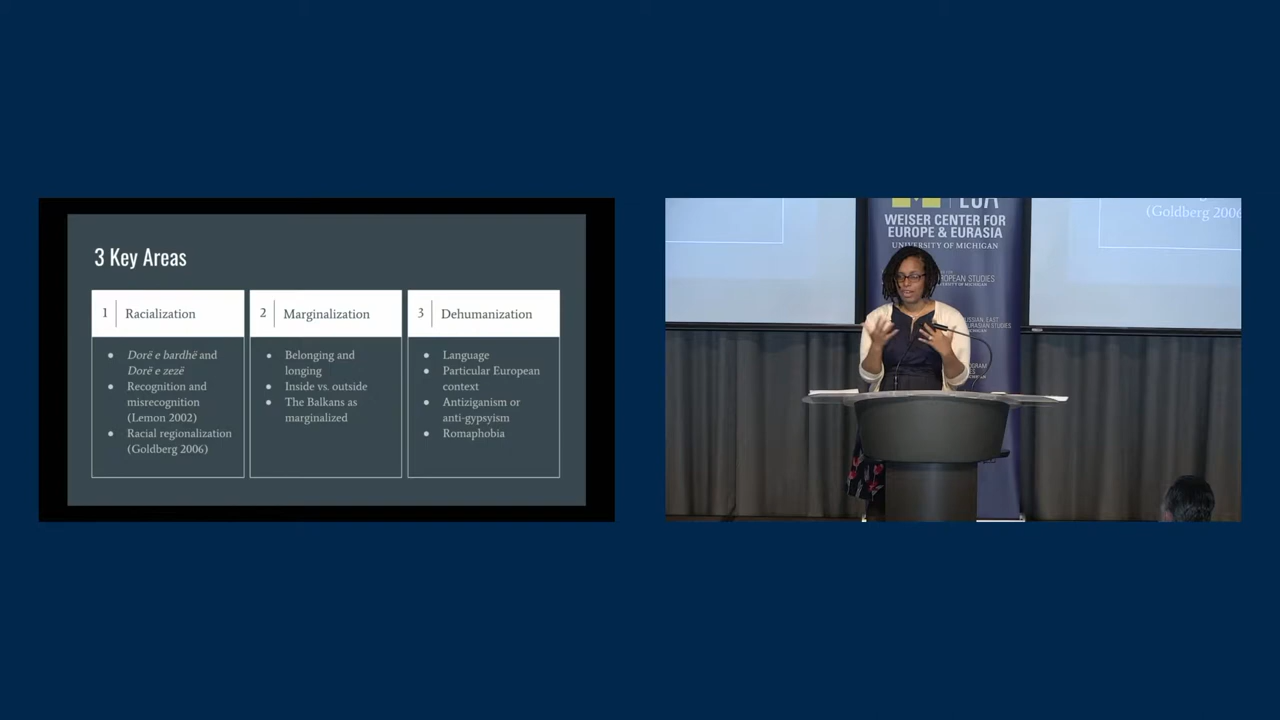 3 Key Areas
1 Racialization
Dorë e bardhë and
Dorë e zezë
Recognition and
misrecognition
(Lemon 2002)
Racial regionalization
(Goldberg 2006)
2 Marginalization
Belonging and
longing
Inside vs. outside
The Balkans as
marginalized
3 Dehumanization
Language
Particular European
context
Antiziganism or
anti-gypsyism
Romaphobia
WEISER CENTER FOR
EUROPE & EURASIA
UNIVERSITY OF MICHIGAN
OPEAN STUDIES
(Goldberg 2006